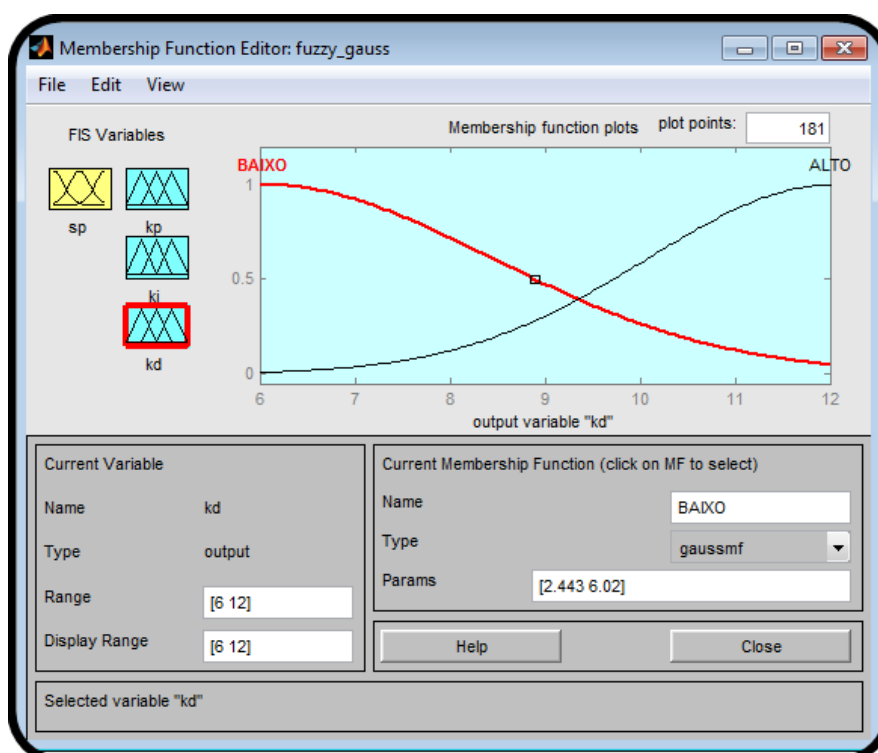 Membership Function Editor: fuzzy_gauss
File Edit View
FIS Variables
sp
kp
ki
kd
Membership function plots plot points: 181
BAIXO
ALTO
1
0.5
0
6 7 8 9 10 11 12
output variable "kd"
Current Variable
Name kd
Type output
Range [6 12]
Display Range [6 12]
Current Membership Function (click on MF to select)
Name BAIXO
Type gaussmf
Params [2.443 6.02]
Help Close
Selected variable "kd"